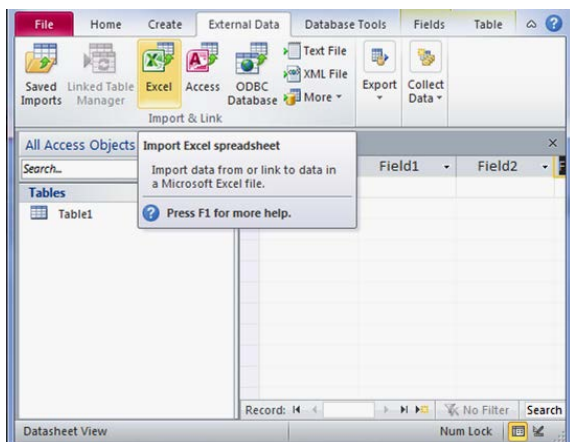 File Home Create External Data Database Tools Fields Table
Saved Imports
Linked Table Manager
Excel
Access
ODBC Database
Text File
XML File
More
Export
Collect Data
Import & Link
All Access Objects
Import Excel spreadsheet
Import data from or link to data in
a Microsoft Excel file.
Press F1 for more help.
Search...
Tables
Table1
Field1 Field2
Record: No Filter Search
Datasheet View Num Lock